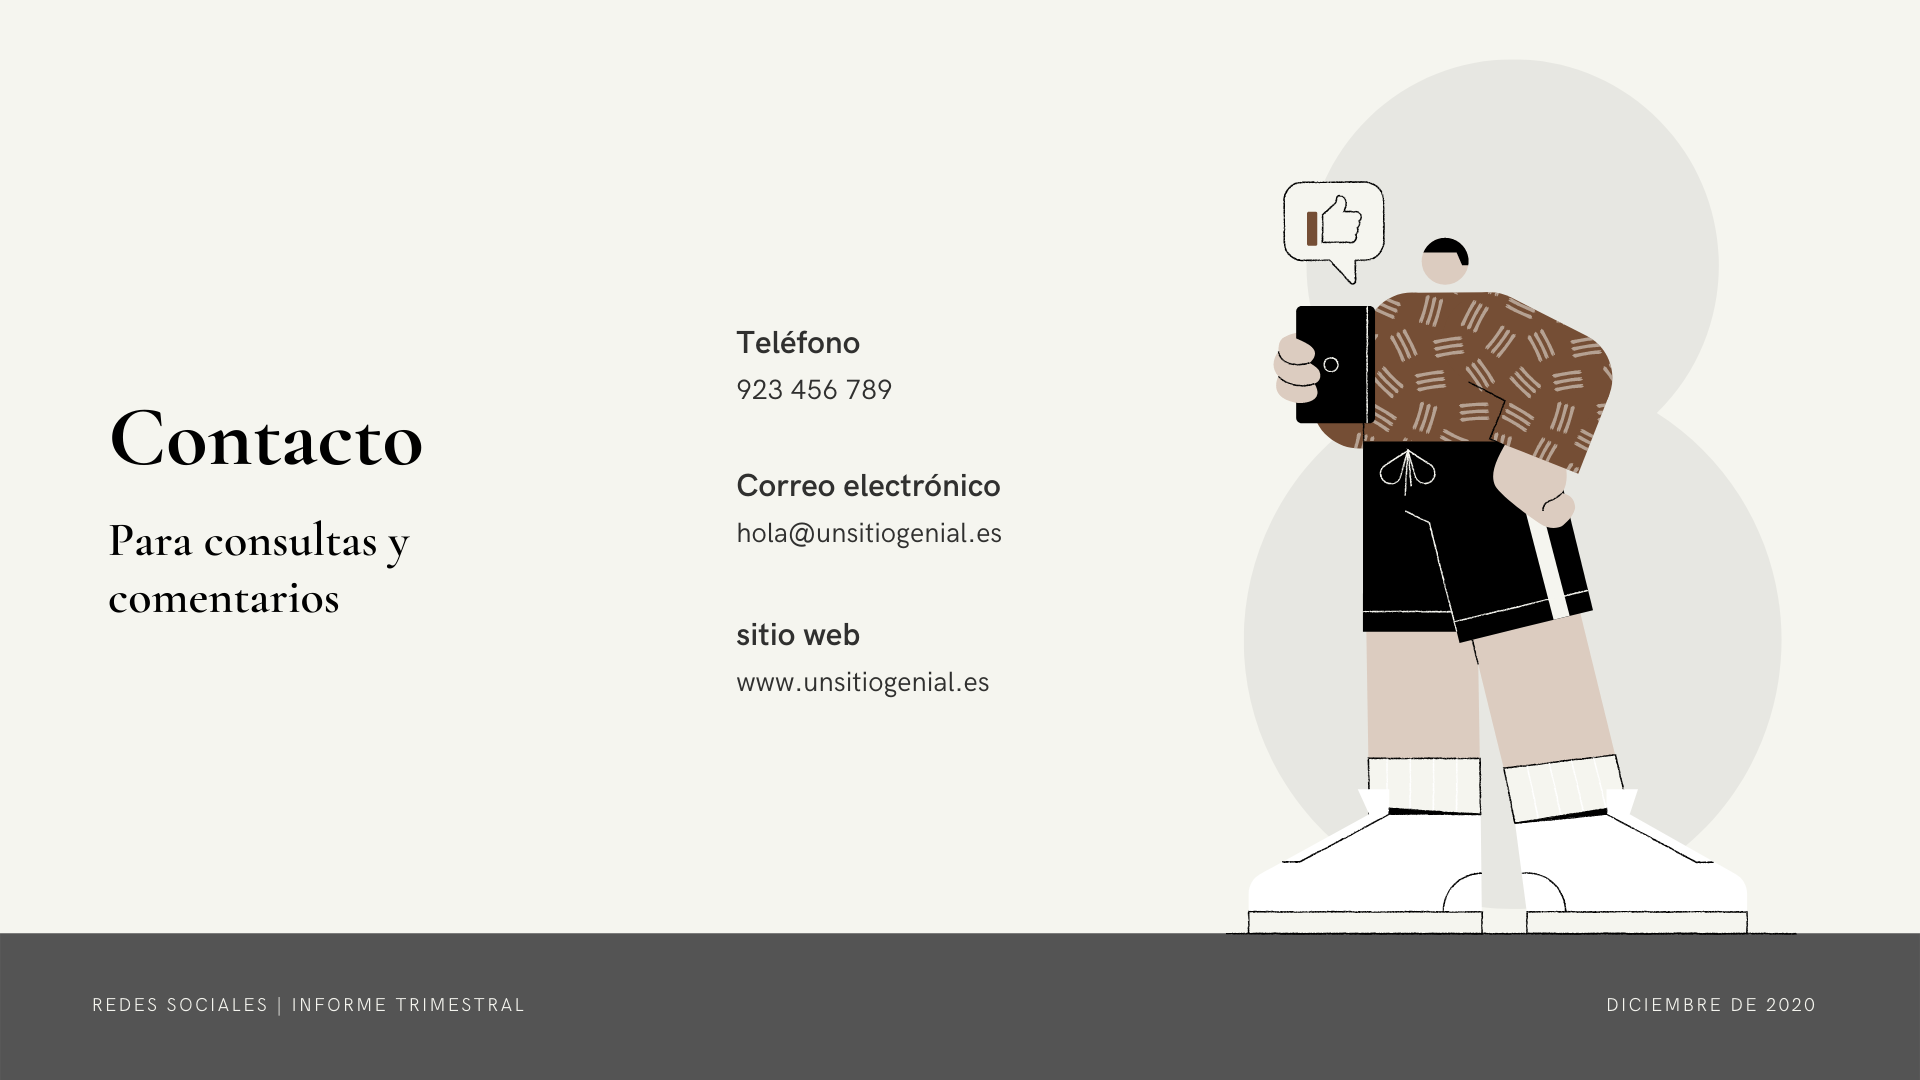 Contacto
Para consultas y
comentarios
Teléfono
923 456 789
Correo electrónico
hola@unsitiogenial.es
sitio web
www.unsitiogenial.es
REDES SOCIALES | INFORME TRIMESTRAL
DICIEMBRE DE 2020